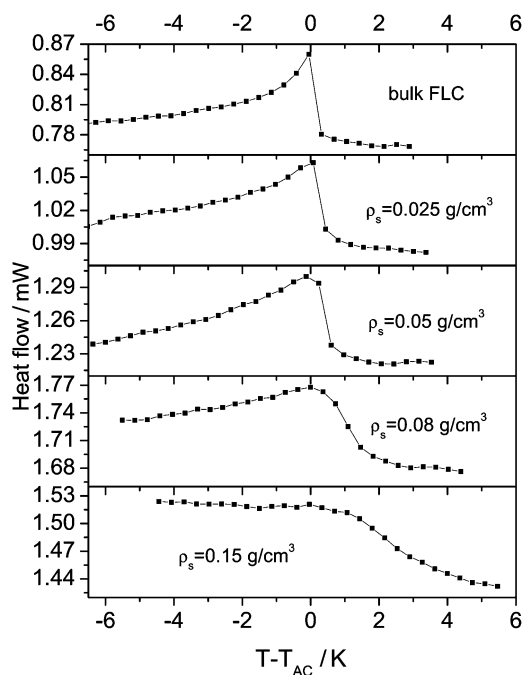 -6 -4 -2 0 2 4 6
0.87
0.84
0.81
0.78
bulk FLC
1.05
1.02
0.99
ρs=0.025 g/cm³
Heat flow / mW
1.29
1.26
1.23
ρs=0.05 g/cm³
1.77
1.74
1.71
1.68
ρs=0.08 g/cm³
1.53
1.50
1.47
1.44
ρs=0.15 g/cm³
-6 -4 -2 0 2 4 6
T-TAC / K